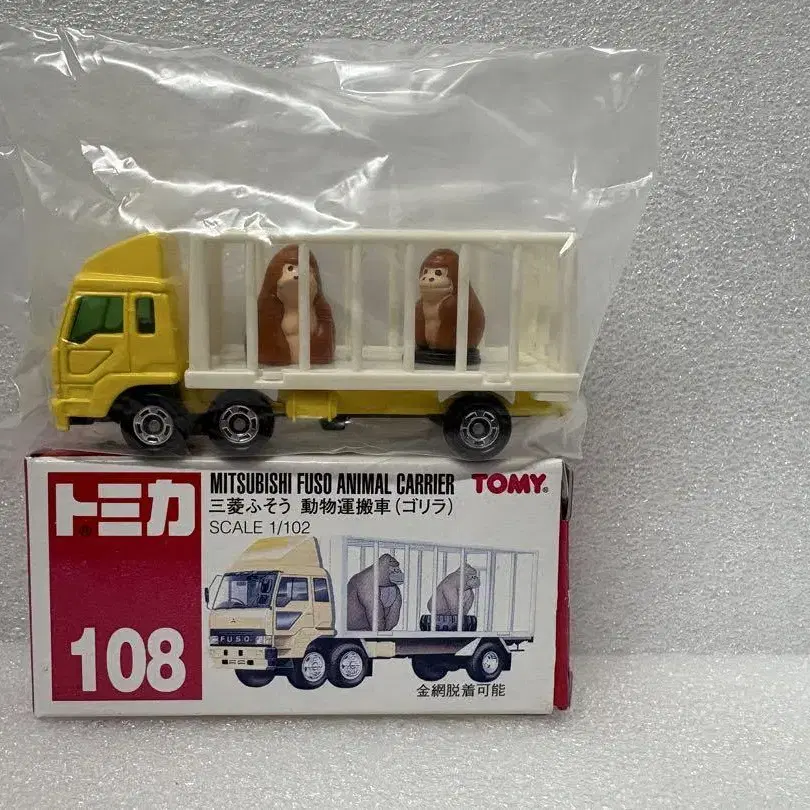 トミカ
108
MITSUBISHI FUSO ANIMAL CARRIER
TOMY
三菱ふそう 動物運搬車(ゴリラ)
SCALE 1/102
FUSO
金網脱着可能